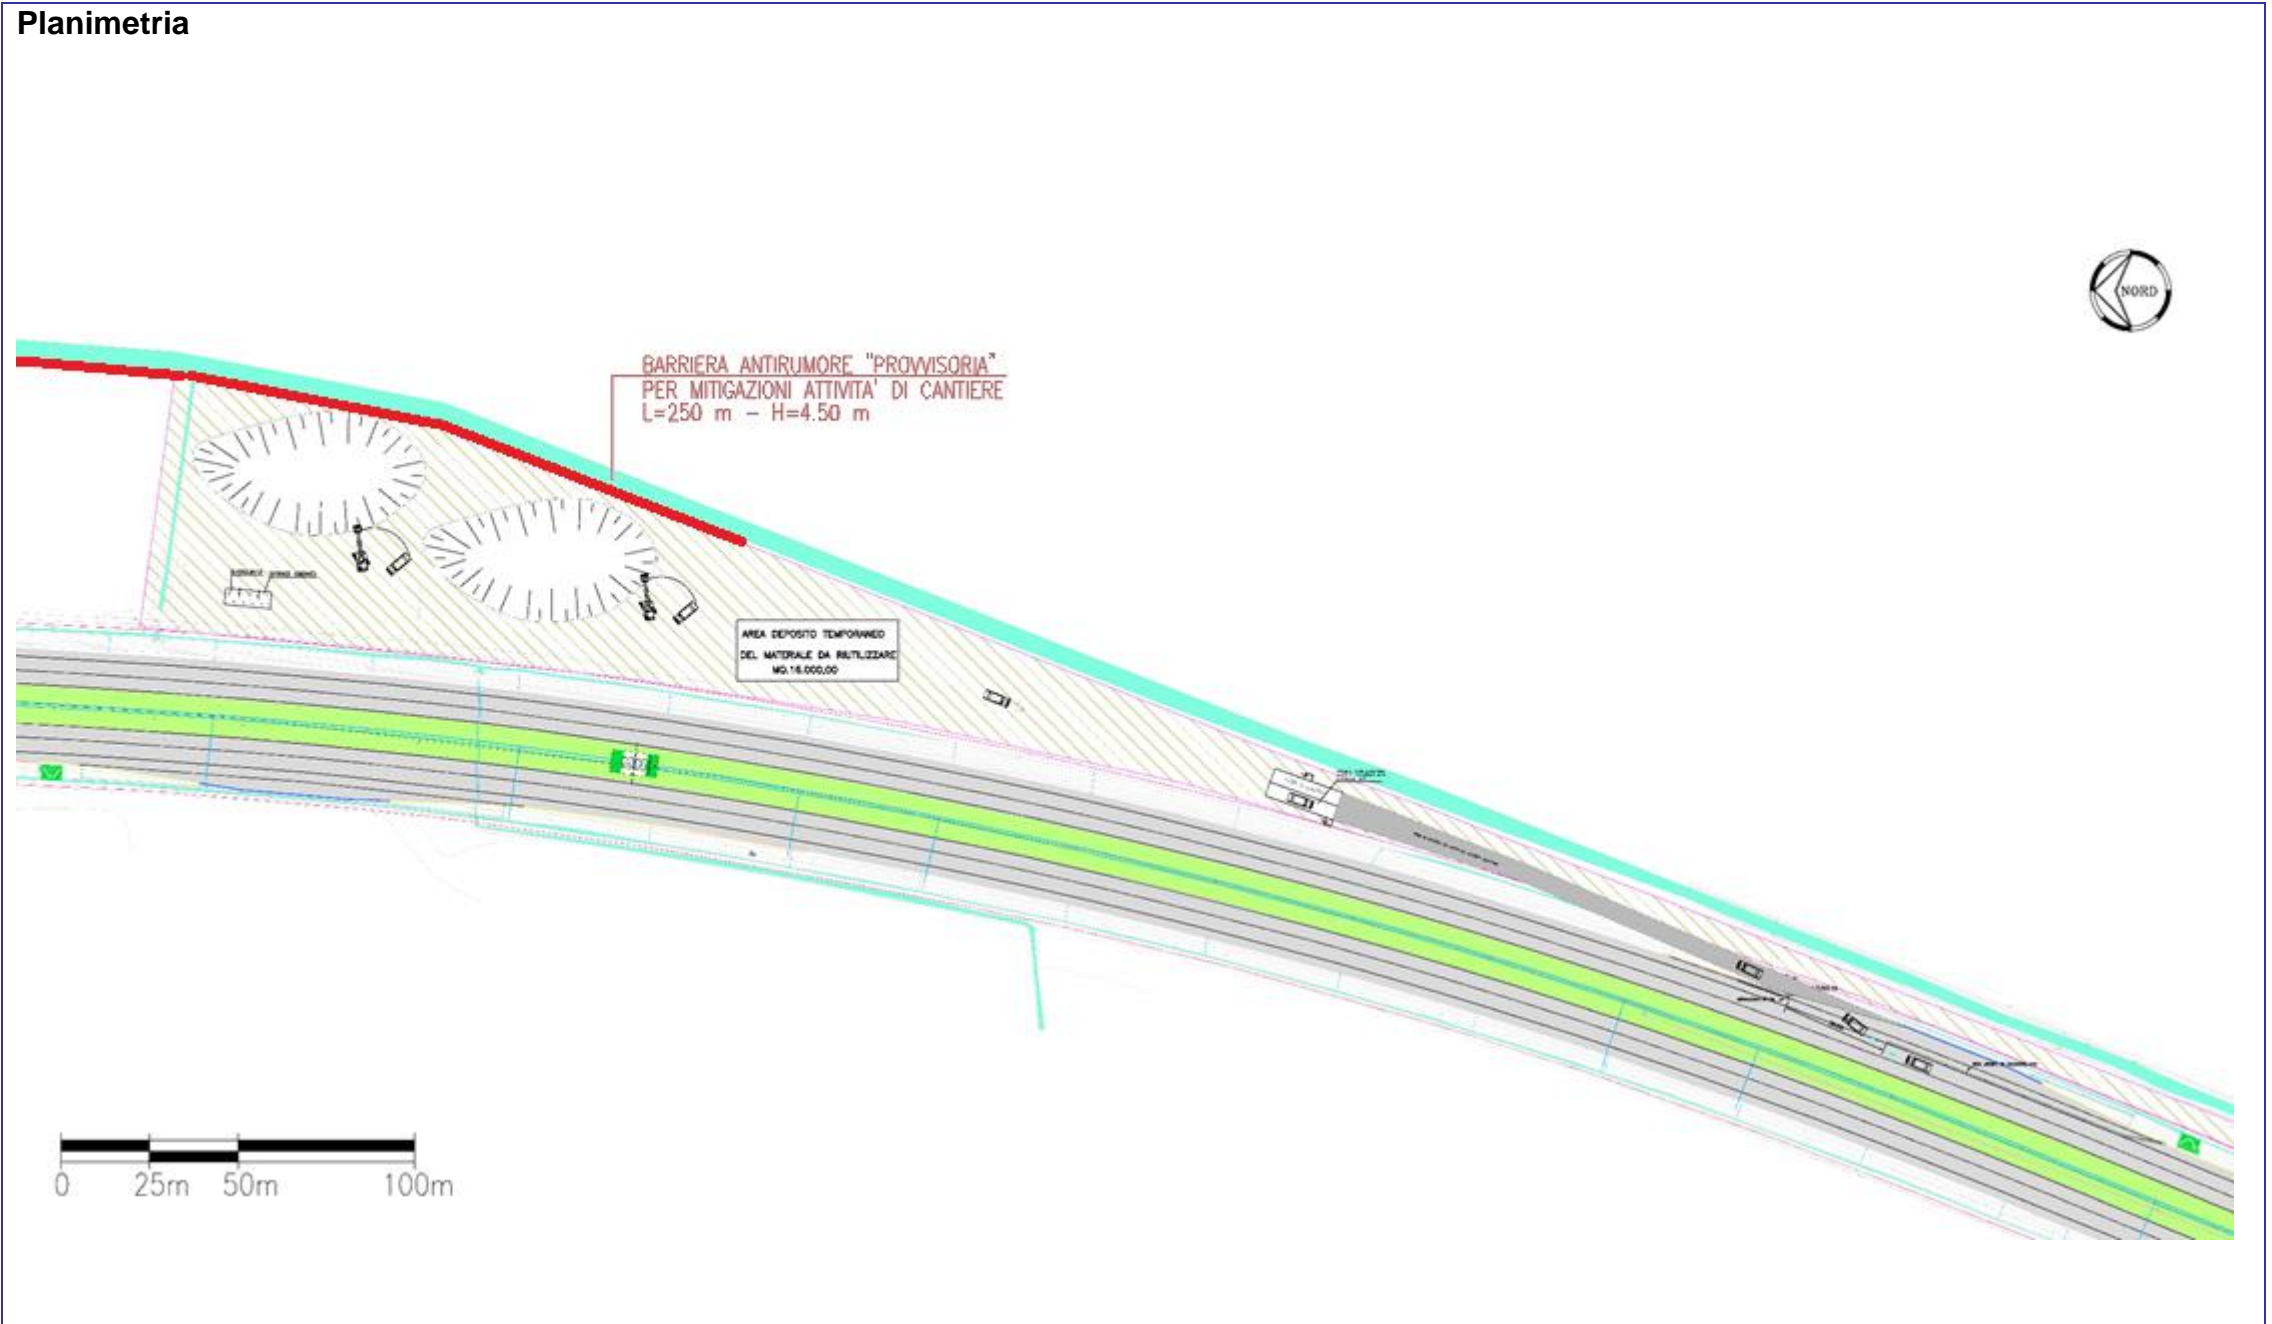 Planimetria
NORD
BARRIERA ANTIRUMORE "PROVVISORIA"
PER MITIGAZIONI ATTIVITA' DI CANTIERE
L=250 m – H=4.50 m
AREA DEPOSITO TEMPORANEO
DEL MATERIALE DA RIUTILIZZARE
MQ.16.000,00
0 25m 50m 100m